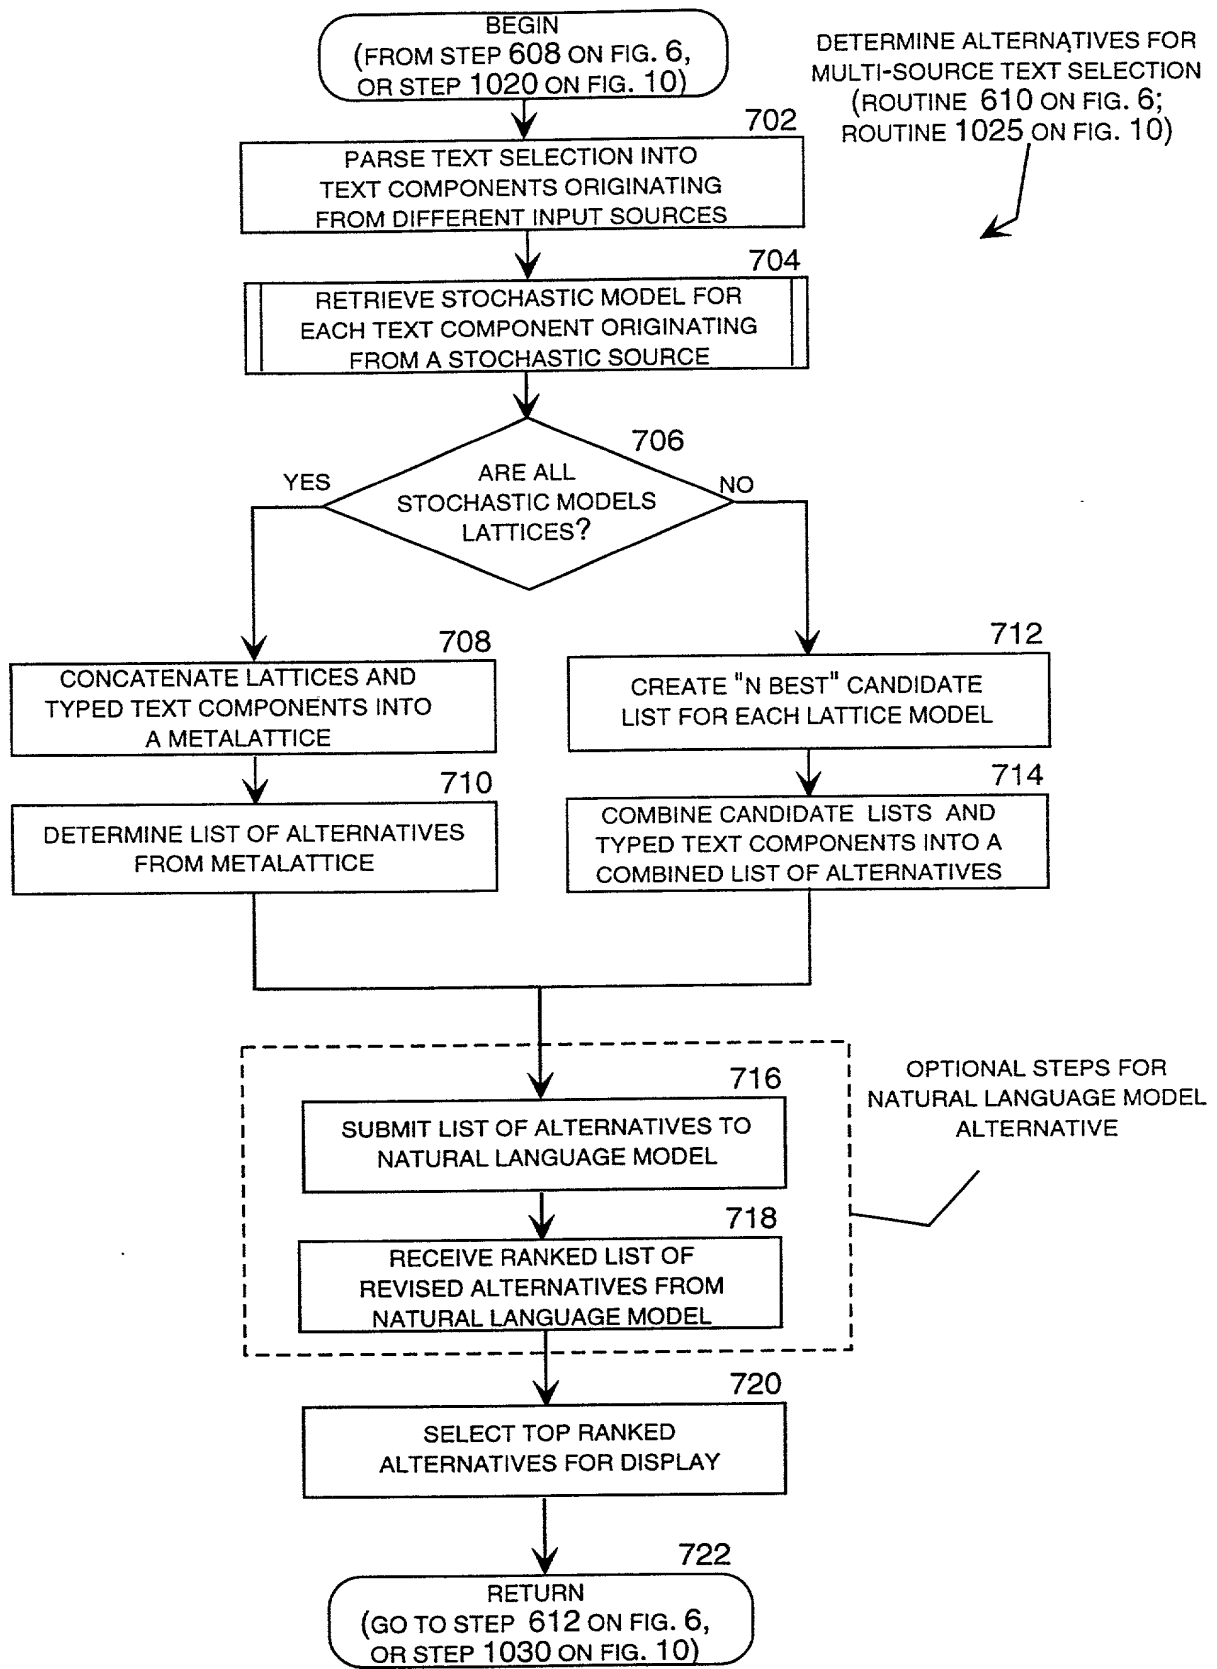 BEGIN
(FROM STEP 608 ON FIG. 6,
OR STEP 1020 ON FIG. 10)
DETERMINE ALTERNATIVES FOR
MULTI-SOURCE TEXT SELECTION
(ROUTINE 610 ON FIG. 6;
ROUTINE 1025 ON FIG. 10)
702
PARSE TEXT SELECTION INTO
TEXT COMPONENTS ORIGINATING
FROM DIFFERENT INPUT SOURCES
704
RETRIEVE STOCHASTIC MODEL FOR
EACH TEXT COMPONENT ORIGINATING
FROM A STOCHASTIC SOURCE
706
YES
ARE ALL
STOCHASTIC MODELS
LATTICES?
NO
708
CONCATENATE LATTICES AND
TYPED TEXT COMPONENTS INTO
A METALATTICE
712
CREATE "N BEST" CANDIDATE
LIST FOR EACH LATTICE MODEL
710
DETERMINE LIST OF ALTERNATIVES
FROM METALATTICE
714
COMBINE CANDIDATE LISTS AND
TYPED TEXT COMPONENTS INTO A
COMBINED LIST OF ALTERNATIVES
OPTIONAL STEPS FOR
NATURAL LANGUAGE MODEL
ALTERNATIVE
716
SUBMIT LIST OF ALTERNATIVES TO
NATURAL LANGUAGE MODEL
718
RECEIVE RANKED LIST OF
REVISED ALTERNATIVES FROM
NATURAL LANGUAGE MODEL
720
SELECT TOP RANKED
ALTERNATIVES FOR DISPLAY
722
RETURN
(GO TO STEP 612 ON FIG. 6,
OR STEP 1030 ON FIG. 10)